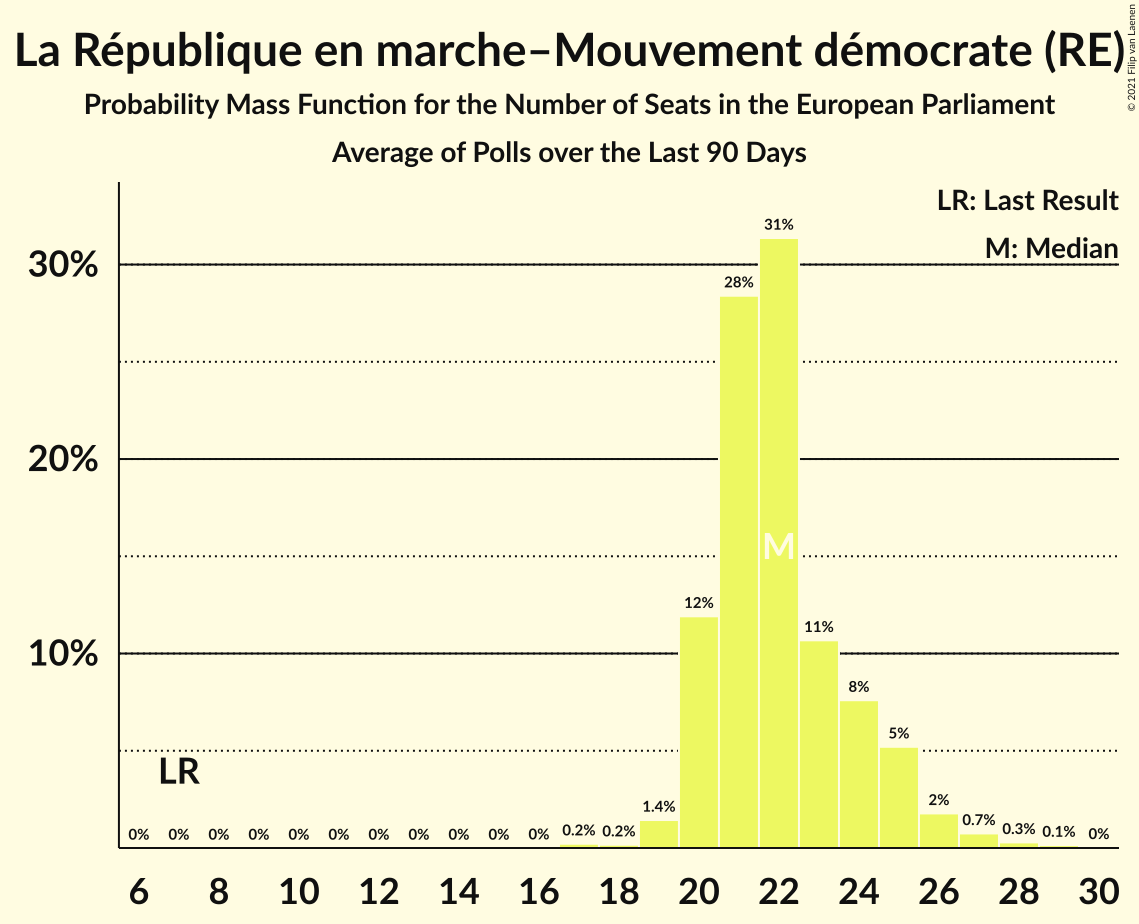 La République en marche–Mouvement démocrate (RE)
© 2021 Filip van Laenen
Probability Mass Function for the Number of Seats in the European Parliament
Average of Polls over the Last 90 Days
LR: Last Result
M: Median
30%
20%
10%
31%
28%
M
12%
11%
8%
5%
LR
1.4%
2%
0% 0% 0% 0% 0% 0% 0% 0% 0% 0% 0% 0.2% 0.2% 0.7% 0.3% 0.1% 0%
6 8 10 12 14 16 18 20 22 24 26 28 30